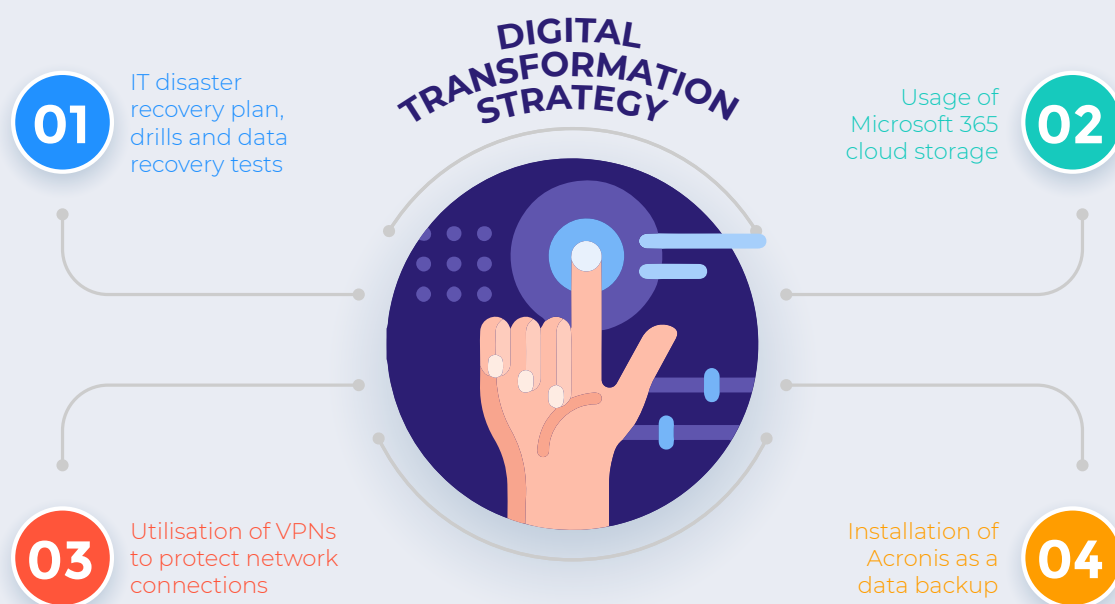 DIGITAL
TRANSFORMATION
STRATEGY
01
IT disaster
recovery plan,
drills and data
recovery tests
02
Usage of
Microsoft 365
cloud storage
03
Utilisation of VPNs
to protect network
connections
04
Installation of
Acronis as a
data backup